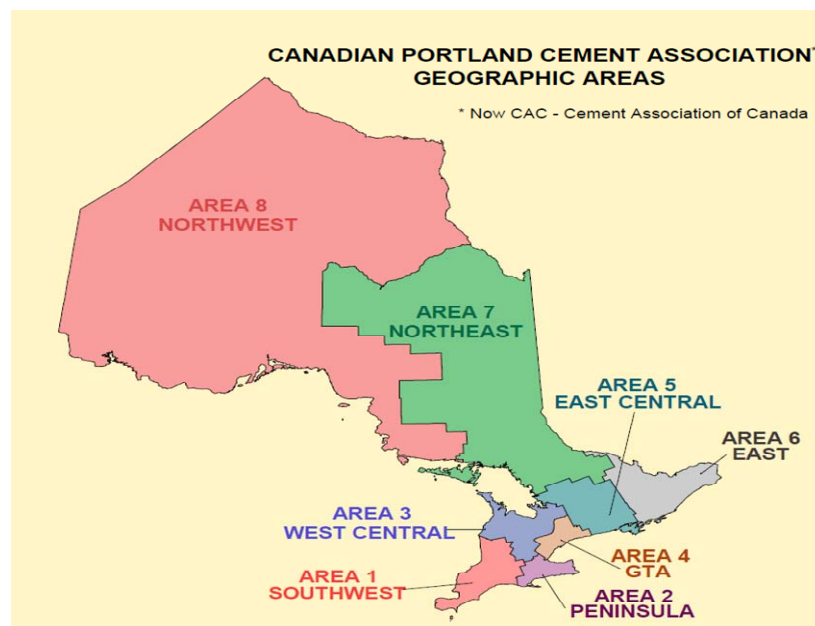 CANADIAN PORTLAND CEMENT ASSOCIATION*
GEOGRAPHIC AREAS
* Now CAC - Cement Association of Canada
AREA 8
NORTHWEST
AREA 7
NORTHEAST
AREA 5
EAST CENTRAL
AREA 6
EAST
AREA 3
WEST CENTRAL
AREA 4
GTA
AREA 1
SOUTHWEST
AREA 2
PENINSULA